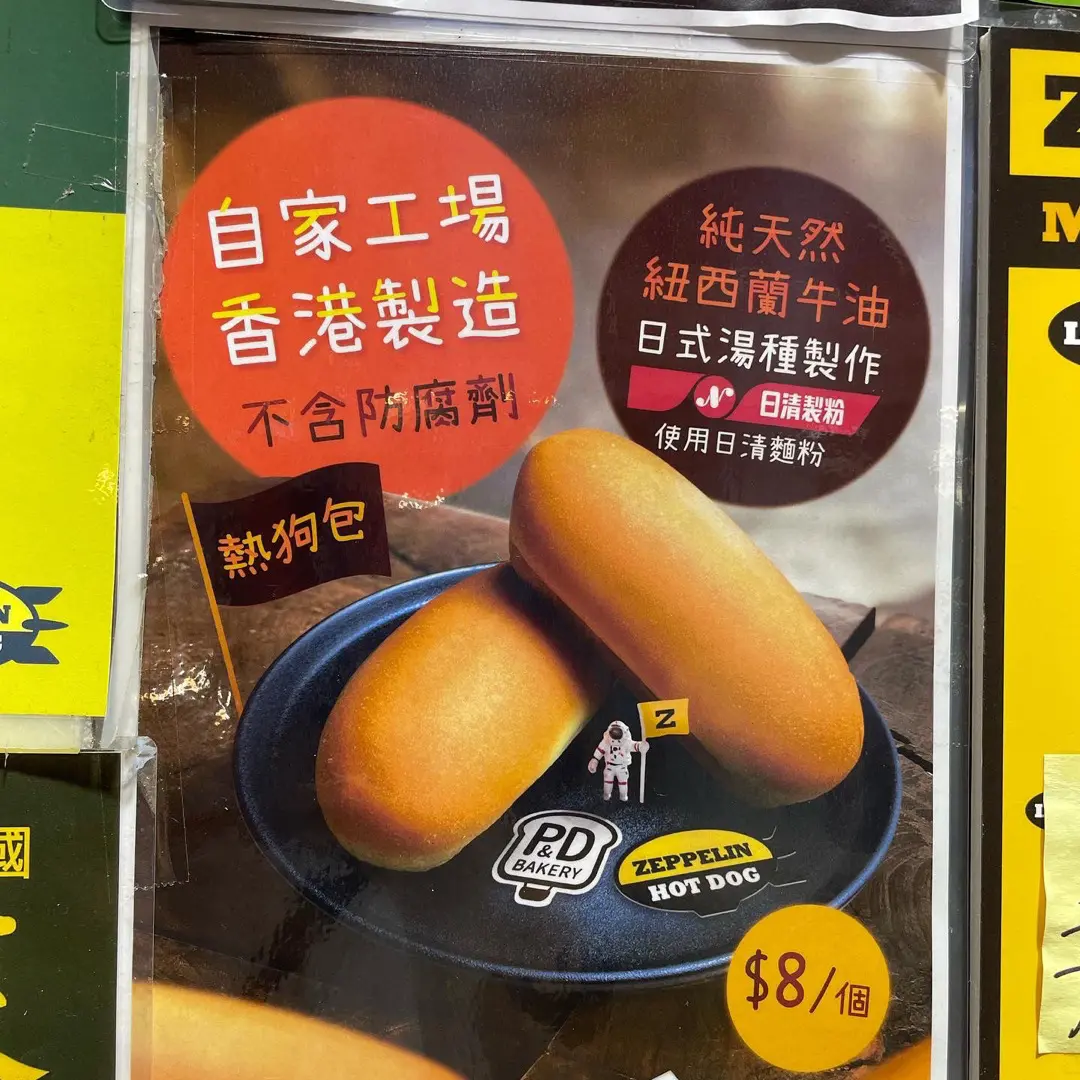 自家工場
香港製造
不含防腐劑
純天然
紐西蘭牛油
日式湯種製作
N 日清製粉
使用日清麵粉
熱狗包
Z
P&D
BAKERY
ZEPPELIN
HOT DOG
$8/個
國
Z
M